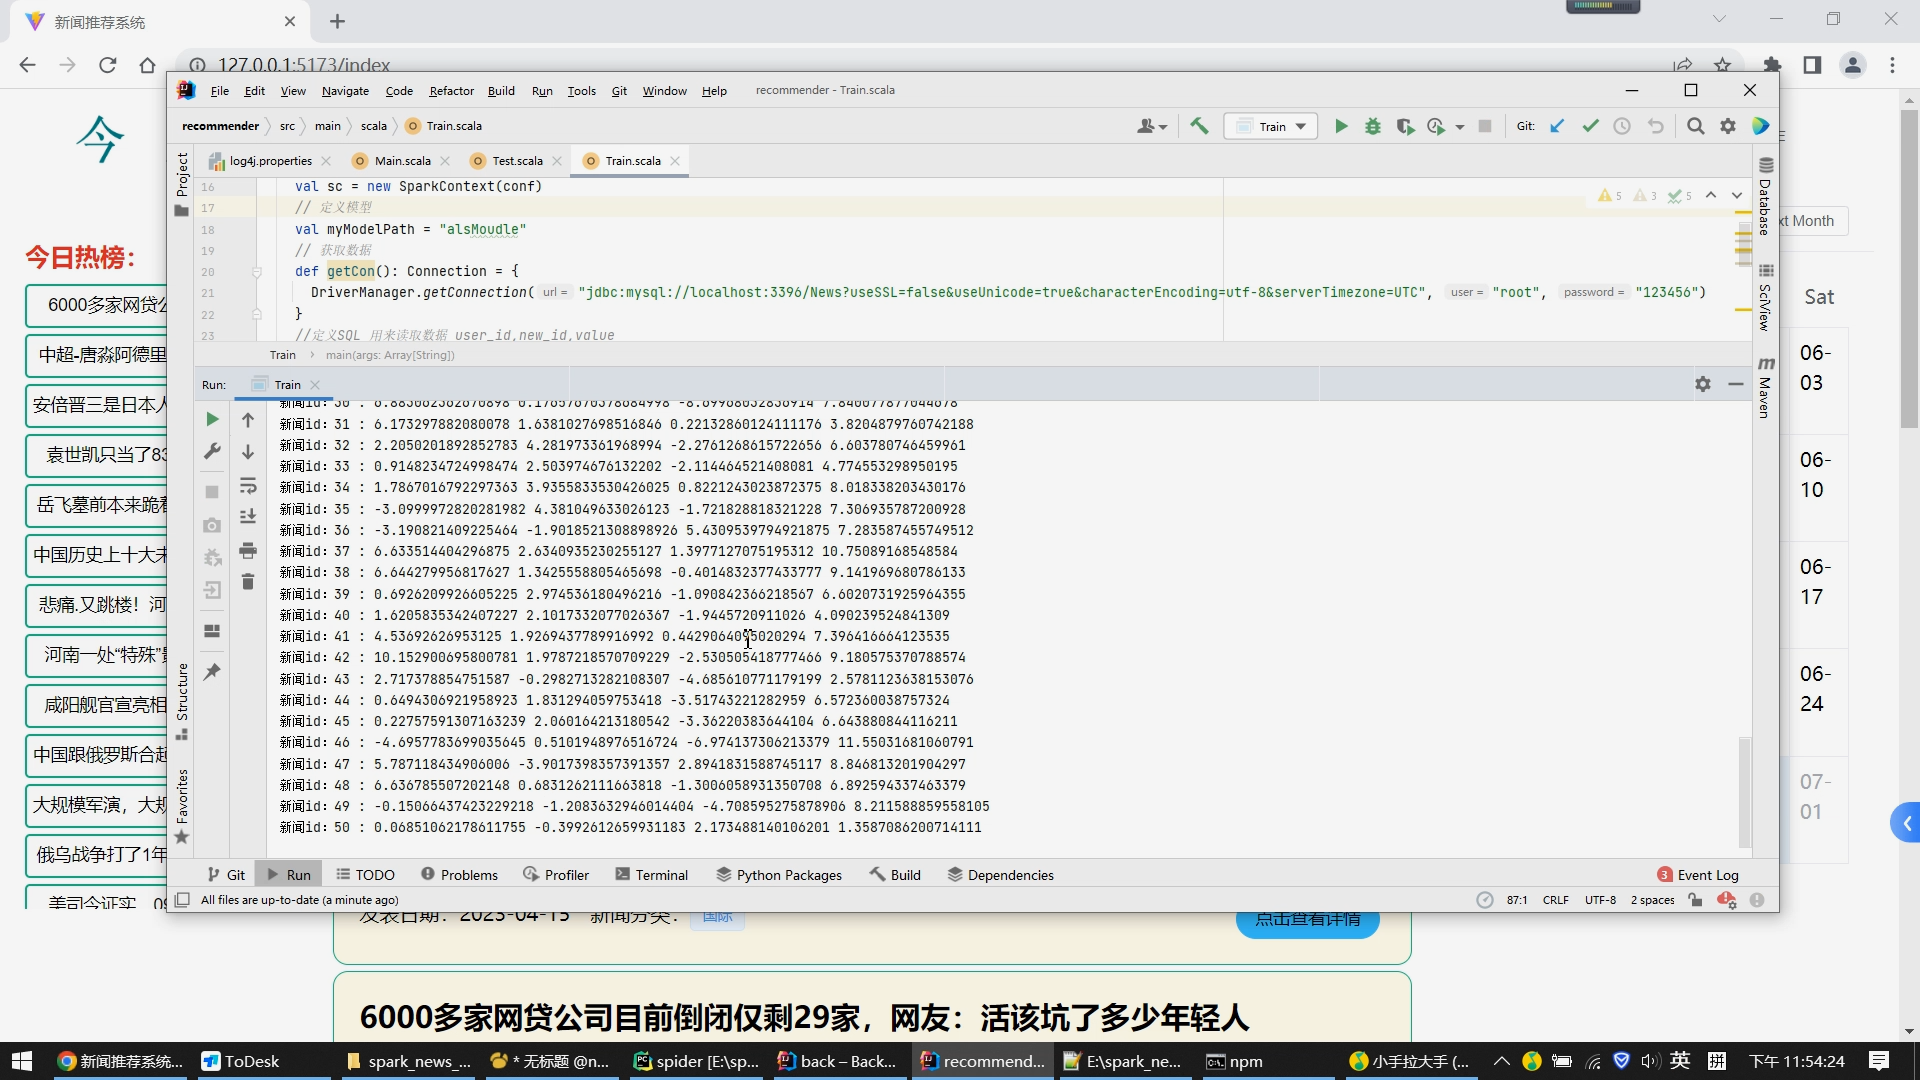 新闻推荐系统
127.0.0.1:5173/index
File Edit View Navigate Code Refactor Build Run Tools Git Window Help recommender - Train.scala
recommender src main scala Train.scala
Train
Git:
log4j.properties Main.scala Test.scala Train.scala
Project
Database
SciView
Maven
5 3 5
16 val sc = new SparkContext(conf)
17 // 定义模型
18 val myModelPath = "alsMoudle"
19 // 获取数据
20 def getCon(): Connection = {
21 DriverManager.getConnection( url = "jdbc:mysql://localhost:3396/News?useSSL=false&useUnicode=true&characterEncoding=utf-8&serverTimezone=UTC", user = "root", password = "123456")
22 }
23 //定义SQL 用来读取数据 user_id,new_id,value
Train main(args: Array[String])
Run: Train
新闻id: 30 : 6.883062362670898 0.17657670378684998 -8.69968032836914 7.840077877044678
新闻id: 31 : 6.173297882080078 1.6381027698516846 0.22132860124111176 3.8204879760742188
新闻id: 32 : 2.2050201892852783 4.281973361968994 -2.2761268615722656 6.603780746459961
新闻id: 33 : 0.9148234724998474 2.503974676132202 -2.114464521408081 4.774553298950195
新闻id: 34 : 1.7867016792297363 3.9355833530426025 0.8221243023872375 8.018338203430176
新闻id: 35 : -3.0999972820281982 4.381049633026123 -1.721828818321228 7.306935787200928
新闻id: 36 : -3.190821409225464 -1.9018521308898926 5.4309539794921875 7.283587455749512
新闻id: 37 : 6.633514404296875 2.6340935230255127 1.3977127075195312 10.75089168548584
新闻id: 38 : 6.644279956817627 1.3425558805465698 -0.4014832377433777 9.141969680786133
新闻id: 39 : 0.6926209926605225 2.974536180496216 -1.090842366218567 6.6020731925964355
新闻id: 40 : 1.6205835342407227 2.1017332077026367 -1.9445720911026 4.090239524841309
新闻id: 41 : 4.53692626953125 1.9269437789916992 0.4429064095020294 7.396416664123535
新闻id: 42 : 10.152900695800781 1.9787218570709229 -2.530505418777466 9.180575370788574
新闻id: 43 : 2.717378854751587 -0.2982713282108307 -4.685610771179199 2.5781123638153076
新闻id: 44 : 0.6494306921958923 1.831294059753418 -3.51743221282959 6.572360038757324
新闻id: 45 : 0.22757591307163239 2.060164213180542 -3.36220383644104 6.643880844116211
新闻id: 46 : -4.6957783699035645 0.5101948976516724 -6.974137306213379 11.55031681060791
新闻id: 47 : 5.787118434906006 -3.9017398357391357 2.8941831588745117 8.846813201904297
新闻id: 48 : 6.636785507202148 0.6831262111663818 -1.3006058931350708 6.892594337463379
新闻id: 49 : -0.15066437423229218 -1.2083632946014404 -4.708595275878906 8.211588859558105
新闻id: 50 : 0.06851062178611755 -0.3992612659931183 2.173488140106201 1.3587086200714111
Structure
Favorites
Git Run TODO Problems Profiler Terminal Python Packages Build Dependencies 3 Event Log
All files are up-to-date (a minute ago) 87:1 CRLF UTF-8 2 spaces
今
今日热榜：
6000多家网贷公
中超-唐淼阿德里
安倍晋三是日本人
袁世凯只当了83
岳飞墓前本来跪着
中国历史上十大未
悲痛.又跳楼！河
河南一处“特殊”
咸阳舰官宣亮相
中国跟俄罗斯合起
大规模军演，大规
俄乌战争打了1年
美司令证实
xt Month
Sat
06-03
06-10
06-17
06-24
07-01
发表日期：2023-04-15 新闻分类： 国际 点击查看详情
6000多家网贷公司目前倒闭仅剩29家，网友：活该坑了多少年轻人
新闻推荐系统... ToDesk spark_news_... * 无标题 @n... spider [E:\sp... back – Back... recommend... E:\spark_ne... npm 小手拉大手 (... 英 拼 下午 11:54:24